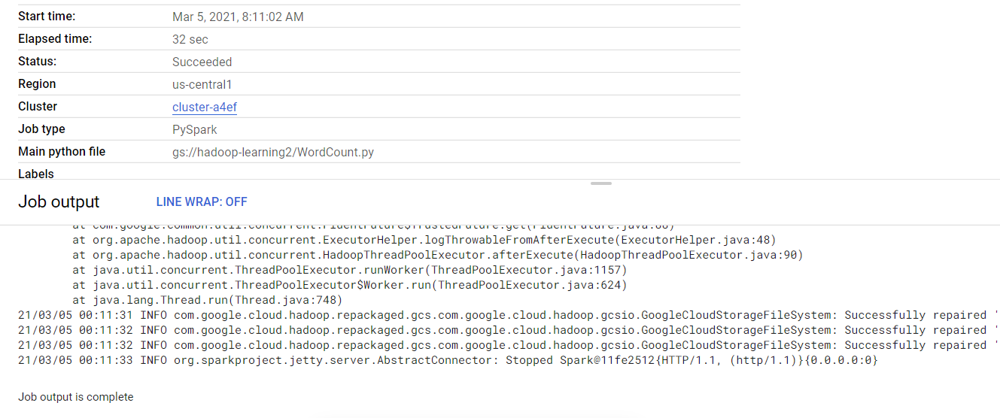 Start time: Mar 5, 2021, 8:11:02 AM
Elapsed time: 32 sec
Status: Succeeded
Region us-central1
Cluster cluster-a4ef
Job type PySpark
Main python file gs://hadoop-learning2/WordCount.py
Labels
Job output LINE WRAP: OFF
at com.google.common.util.concurrent.FluentFuture$TrustedFuture.get(FluentFuture.java:88)
at org.apache.hadoop.util.concurrent.ExecutorHelper.logThrowableFromAfterExecute(ExecutorHelper.java:48)
at org.apache.hadoop.util.concurrent.HadoopThreadPoolExecutor.afterExecute(HadoopThreadPoolExecutor.java:90)
at java.util.concurrent.ThreadPoolExecutor.runWorker(ThreadPoolExecutor.java:1157)
at java.util.concurrent.ThreadPoolExecutor$Worker.run(ThreadPoolExecutor.java:624)
at java.lang.Thread.run(Thread.java:748)
21/03/05 00:11:31 INFO com.google.cloud.hadoop.repackaged.gcs.com.google.cloud.hadoop.gcsio.GoogleCloudStorageFileSystem: Successfully repaired '
21/03/05 00:11:32 INFO com.google.cloud.hadoop.repackaged.gcs.com.google.cloud.hadoop.gcsio.GoogleCloudStorageFileSystem: Successfully repaired '
21/03/05 00:11:32 INFO com.google.cloud.hadoop.repackaged.gcs.com.google.cloud.hadoop.gcsio.GoogleCloudStorageFileSystem: Successfully repaired '
21/03/05 00:11:33 INFO org.sparkproject.jetty.server.AbstractConnector: Stopped Spark@11fe2512{HTTP/1.1, (http/1.1)}{0.0.0.0:0}
Job output is complete